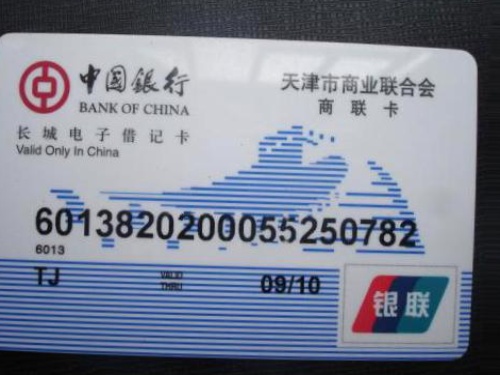 中国银行
BANK OF CHINA
天津市商业联合会
商联卡
长城电子借记卡
Valid Only In China
6013820200055250782
6013
TJ
VALID
THRU
09/10
银联